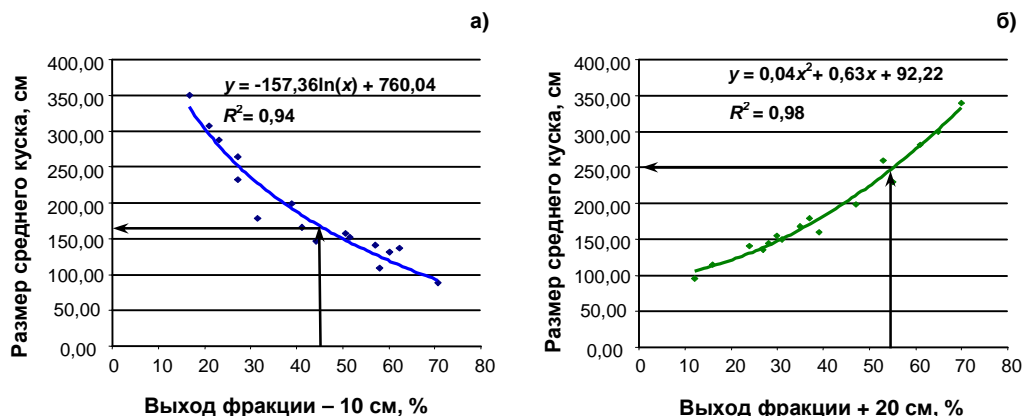 а)
Размер среднего куска, см
400,00
350,00
300,00
250,00
200,00
150,00
100,00
50,00
0,00
y = -157,36ln(x) + 760,04
R² = 0,94
0 10 20 30 40 50 60 70 80
Выход фракции – 10 см, %
б)
Размер среднего куска, см
400,00
350,00
300,00
250,00
200,00
150,00
100,00
50,00
0,00
y = 0,04x² + 0,63x + 92,22
R² = 0,98
0 10 20 30 40 50 60 70 80
Выход фракции + 20 см, %